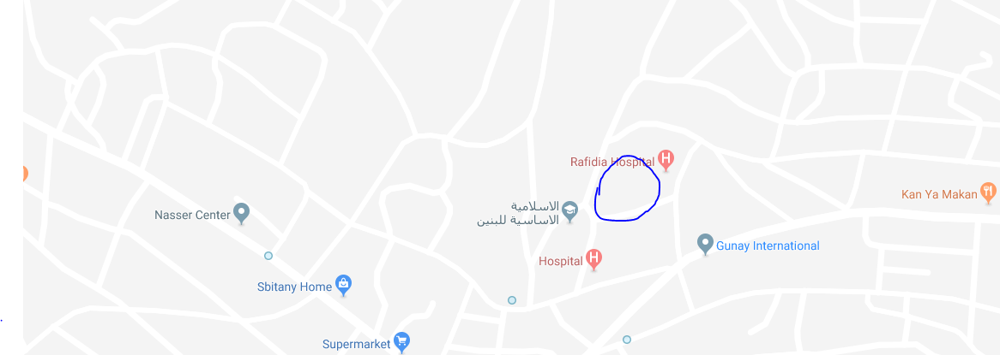 Rafidia Hospital
Kan Ya Makan
Nasser Center
الاسلامية
الاساسية للبنين
Gunay International
Hospital
Sbitany Home
Supermarket